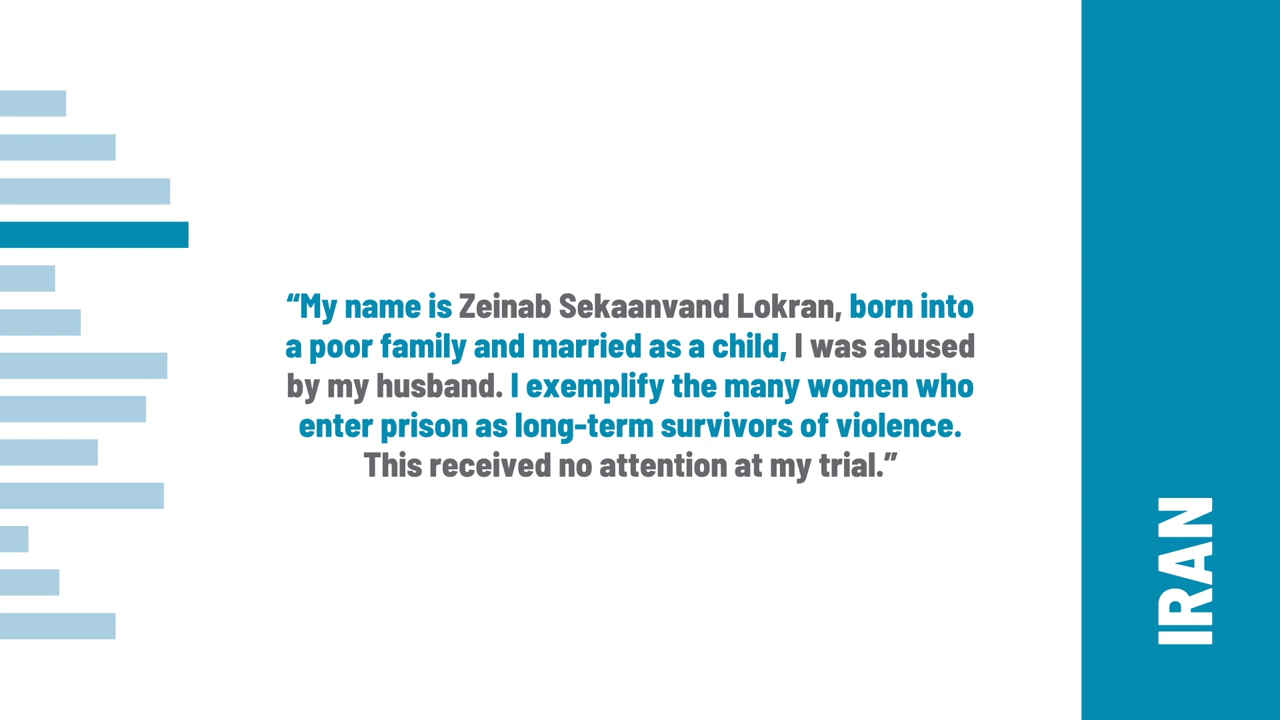 “My name is Zeinab Sekaanvand Lokran, born into
a poor family and married as a child, I was abused
by my husband. I exemplify the many women who
enter prison as long-term survivors of violence.
This received no attention at my trial.”
IRAN